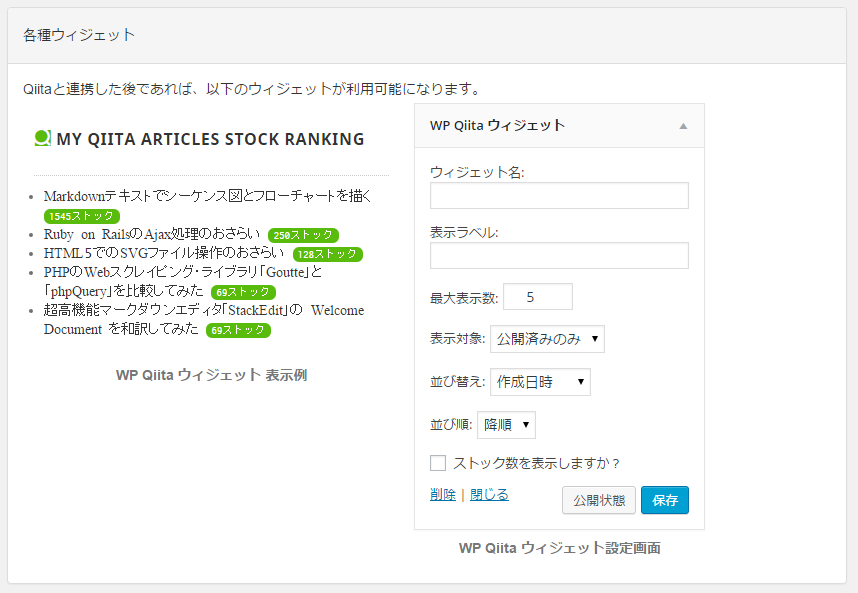 各種ウィジェット
Qiitaと連携した後であれば、以下のウィジェットが利用可能になります。
MY QIITA ARTICLES STOCK RANKING
Markdownテキストでシーケンス図とフローチャートを描く
1545ストック
Ruby on RailsのAjax処理のおさらい 250ストック
HTML5でのSVGファイル操作のおさらい 128ストック
PHPのWebスクレイピング・ライブラリ「Goutte」と
「phpQuery」を比較してみた 69ストック
超高機能マークダウンエディタ「StackEdit」の Welcome
Document を和訳してみた 69ストック
WP Qiita ウィジェット 表示例
WP Qiita ウィジェット
ウィジェット名:
表示ラベル:
最大表示数: 5
表示対象: 公開済みのみ
並び替え: 作成日時
並び順: 降順
ストック数を表示しますか？
削除 | 閉じる 公開状態 保存
WP Qiita ウィジェット設定画面